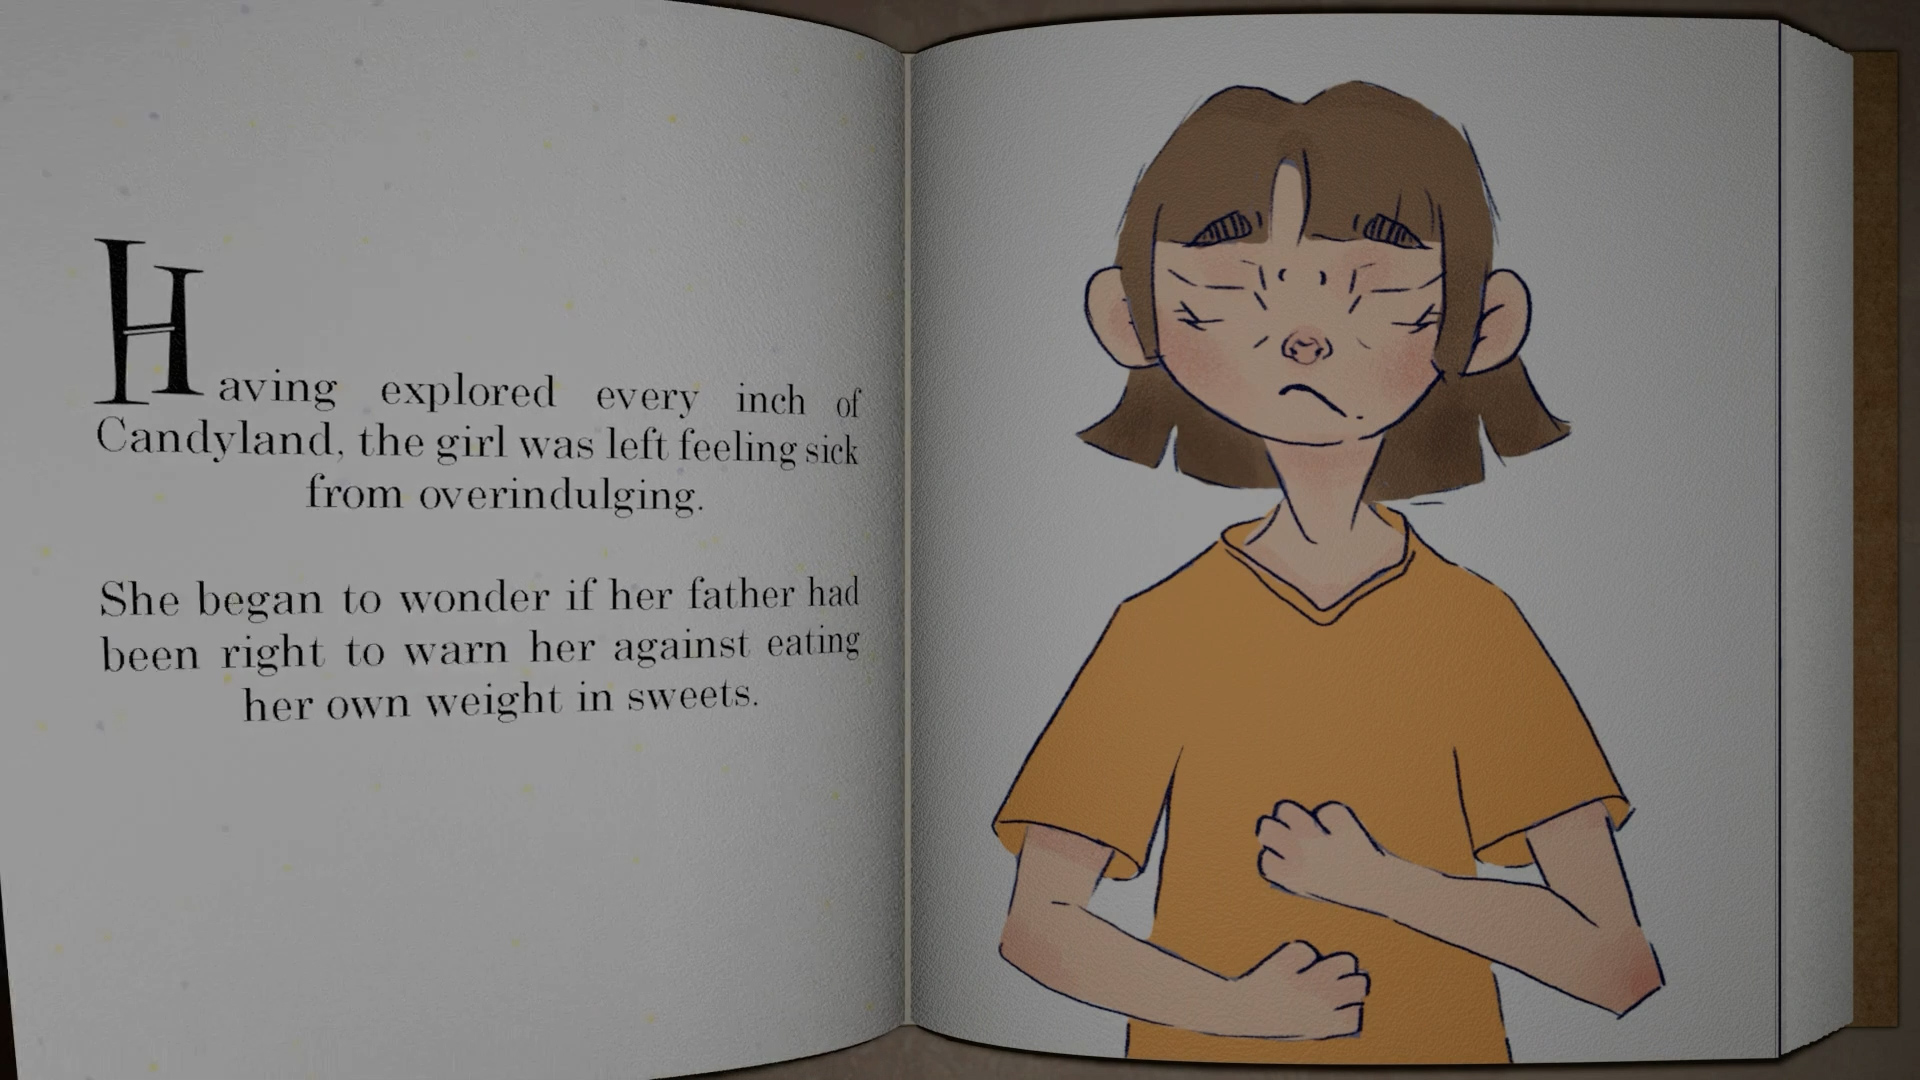 Having explored every inch of
Candyland, the girl was left feeling sick
from overindulging.
She began to wonder if her father had
been right to warn her against eating
her own weight in sweets.